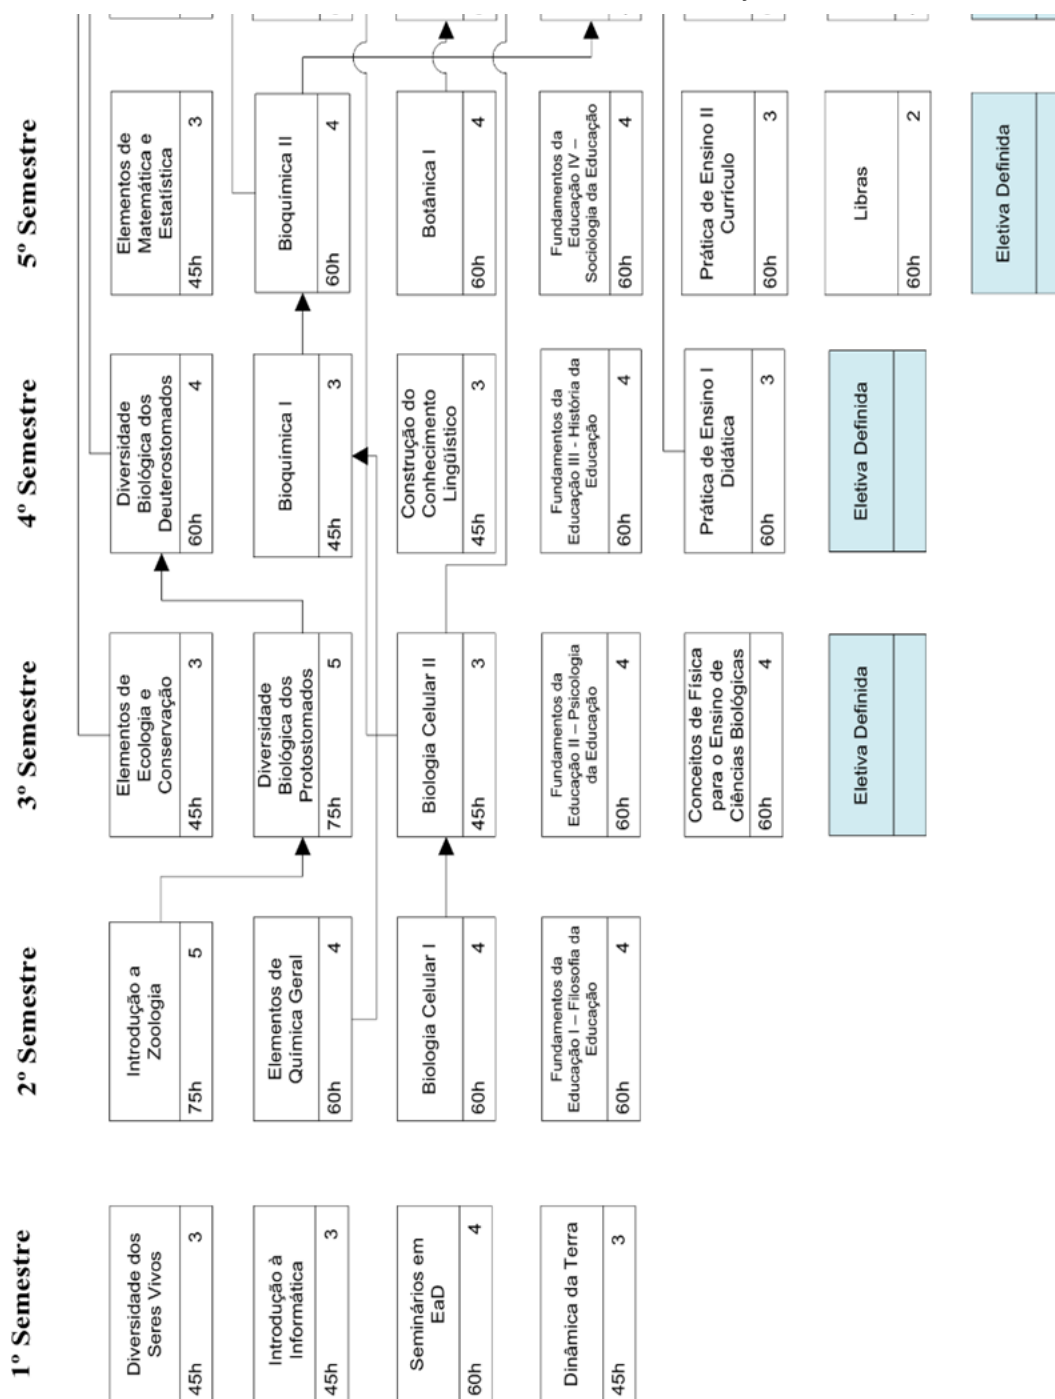 1º Semestre
Diversidade dos
Seres Vivos
45h 3
Introdução à
Informática
45h 3
Seminários em
EaD
60h 4
Dinâmica da Terra
45h 3
2º Semestre
Introdução a
Zoologia
75h 5
Elementos de
Química Geral
60h 4
Biologia Celular I
60h 4
Fundamentos da
Educação I – Filosofia da
Educação
60h 4
3º Semestre
Elementos de
Ecologia e
Conservação
45h 3
Diversidade
Biológica dos
Protostomados
75h 5
Biologia Celular II
45h 3
Fundamentos da
Educação II – Psicologia
da Educação
60h 4
Conceitos de Física
para o Ensino de
Ciências Biológicas
60h 4
Eletiva Definida
4º Semestre
Diversidade
Biológica dos
Deuterostomados
60h 4
Bioquímica I
45h 3
Construção do
Conhecimento
Lingüístico
45h 3
Fundamentos da
Educação III - História da
Educação
60h 4
Prática de Ensino I
Didática
60h 3
Eletiva Definida
5º Semestre
Elementos de
Matemática e
Estatística
45h 3
Bioquímica II
60h 4
Botânica I
60h 4
Fundamentos da
Educação IV –
Sociologia da Educação
60h 4
Prática de Ensino II
Currículo
60h 3
Libras
60h 2
Eletiva Definida